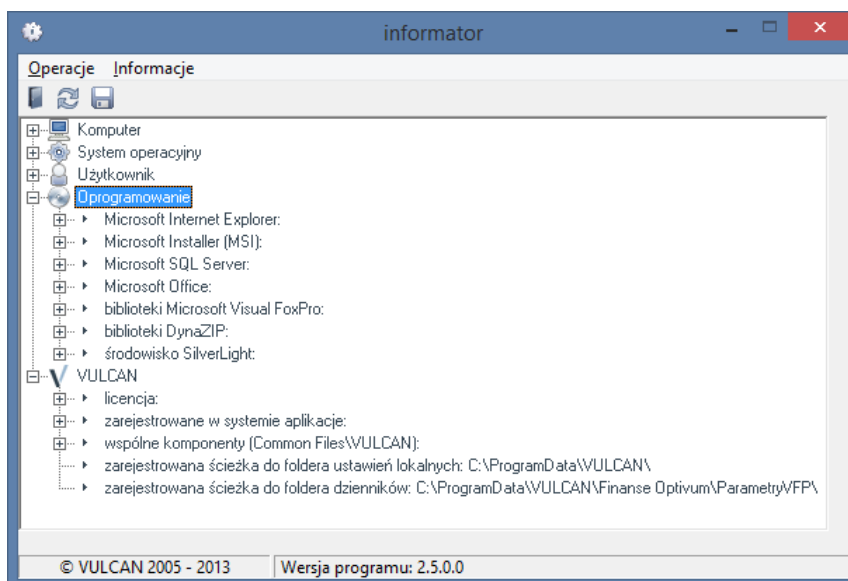 informator
Operacje Informacje
Komputer
System operacyjny
Użytkownik
Oprogramowanie
Microsoft Internet Explorer:
Microsoft Installer (MSI):
Microsoft SQL Server:
Microsoft Office:
biblioteki Microsoft Visual FoxPro:
biblioteki DynaZIP:
środowisko SilverLight:
VULCAN
licencja:
zarejestrowane w systemie aplikacje:
wspólne komponenty (Common Files\VULCAN):
zarejestrowana ścieżka do foldera ustawień lokalnych: C:\ProgramData\VULCAN\
zarejestrowana ścieżka do foldera dzienników: C:\ProgramData\VULCAN\Finanse Optivum\ParametryVFP\
© VULCAN 2005 - 2013 Wersja programu: 2.5.0.0